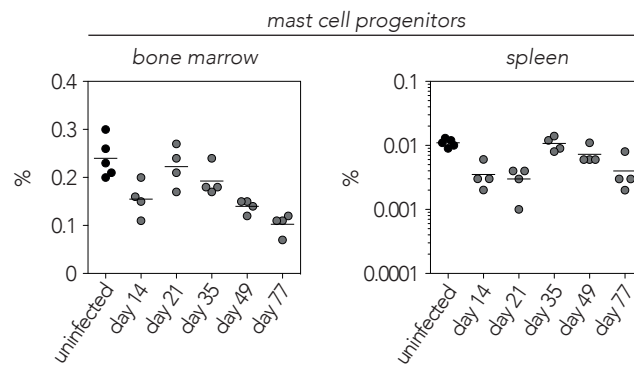 mast cell progenitors
bone marrow
spleen
%
0.4
0.3
0.2
0.1
0
uninfected
day 14
day 21
day 35
day 49
day 77
%
0.1
0.01
0.001
0.0001
uninfected
day 14
day 21
day 35
day 49
day 77